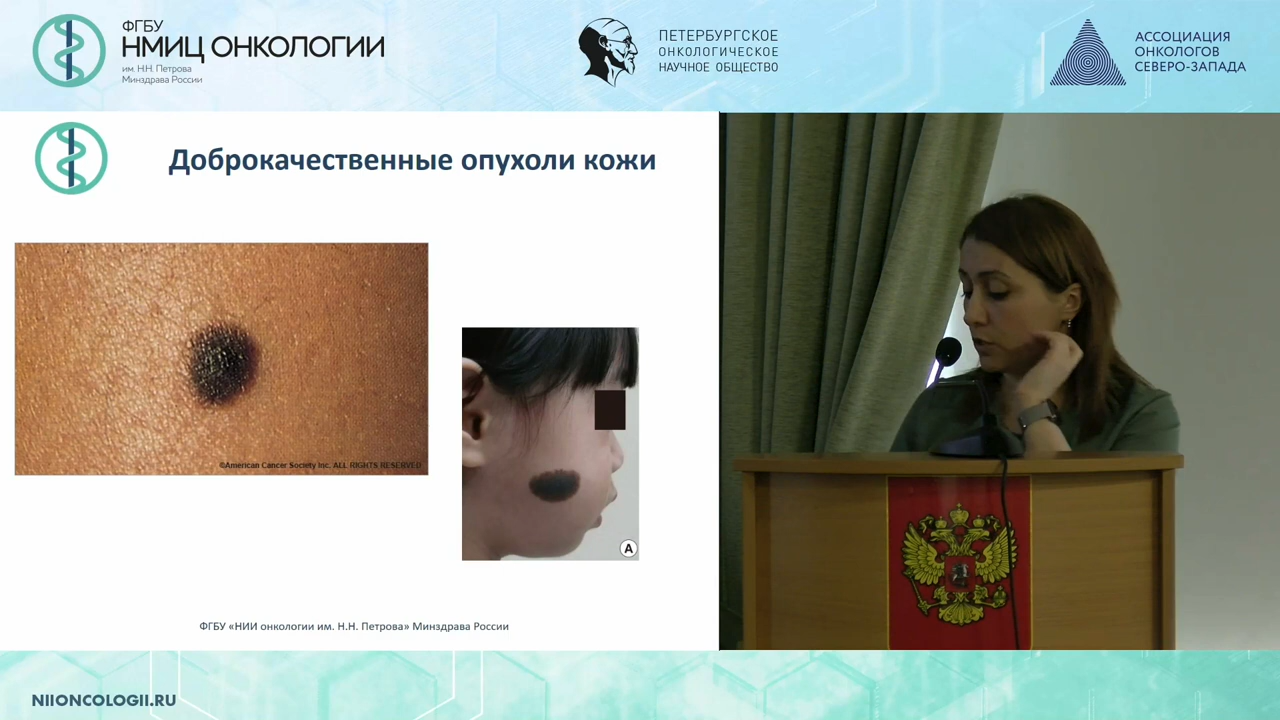 ФГБУ
НМИЦ ОНКОЛОГИИ
им. Н.Н. Петрова
Минздрава России
ПЕТЕРБУРГСКОЕ
ОНКОЛОГИЧЕСКОЕ
НАУЧНОЕ ОБЩЕСТВО
АССОЦИАЦИЯ
ОНКОЛОГОВ
СЕВЕРО-ЗАПАДА
Доброкачественные опухоли кожи
©American Cancer Society Inc. ALL RIGHTS RESERVED
A
ФГБУ «НИИ онкологии им. Н.Н. Петрова» Минздрава России
NIIONCOLOGII.RU